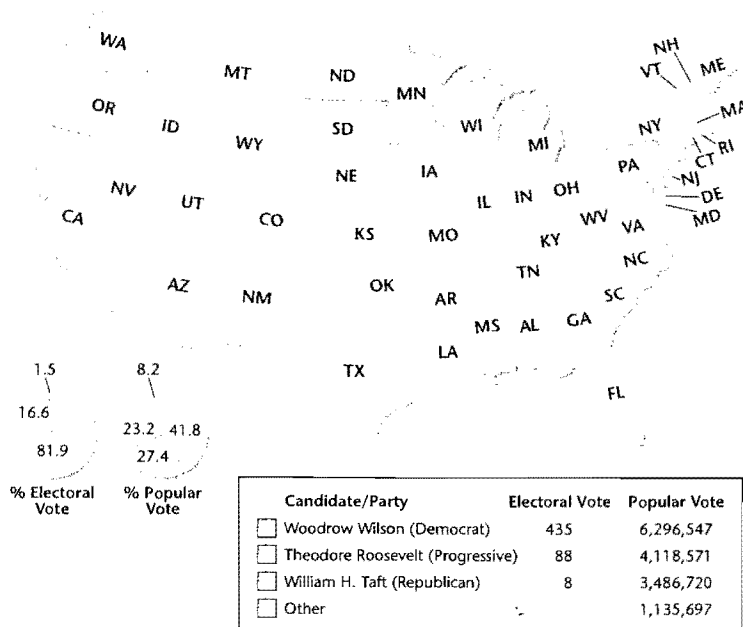 WA
MT
ND
MN
NH
VT
ME
OR
ID
WY
SD
WI
MI
NY
MA
RI
CT
NV
UT
NE
IA
IL
IN
OH
PA
NJ
DE
MD
CA
CO
KS
MO
KY
WV
VA
AZ
NM
OK
AR
TN
NC
SC
MS
AL
GA
TX
LA
FL
1.5
16.6
81.9
% Electoral
Vote
8.2
23.2 41.8
27.4
% Popular
Vote
Candidate/Party Electoral Vote Popular Vote
Woodrow Wilson (Democrat) 435 6,296,547
Theodore Roosevelt (Progressive) 88 4,118,571
William H. Taft (Republican) 8 3,486,720
Other 1,135,697